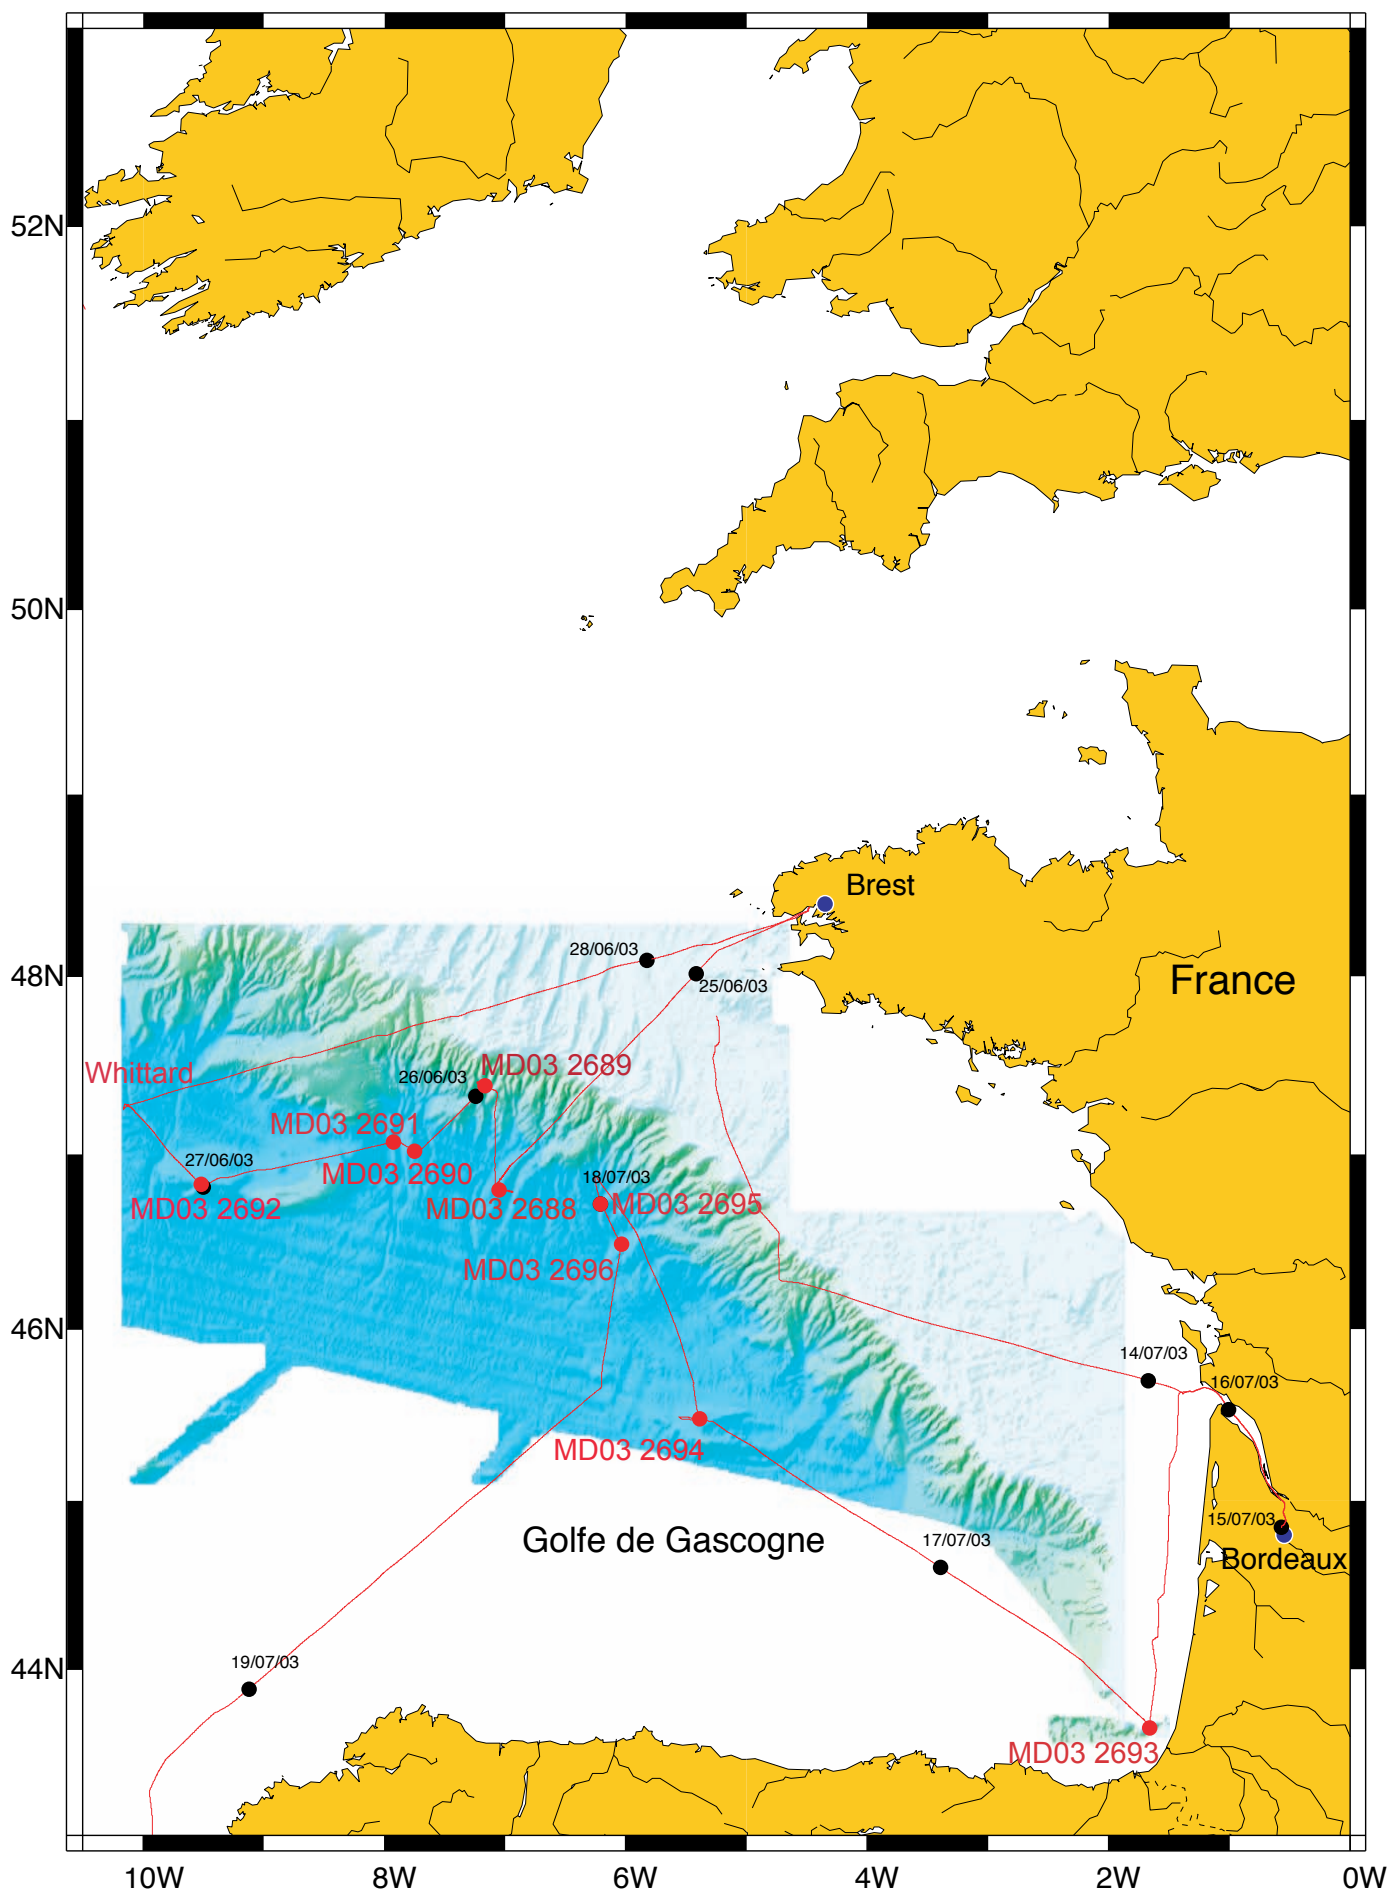 52N
50N
Brest
28/06/03
48N
France
25/06/03
Whittard
MD03 2689
26/06/03
MD03 2691
27/06/03
MD03 2690
18/07/03
MD03 2692
MD03 2688
MD03 2695
MD03 2696
46N
14/07/03
16/07/03
MD03 2694
15/07/03
Golfe de Gascogne
17/07/03
Bordeaux
19/07/03
44N
MD03 2693
10W
8W
6W
4W
2W
0W